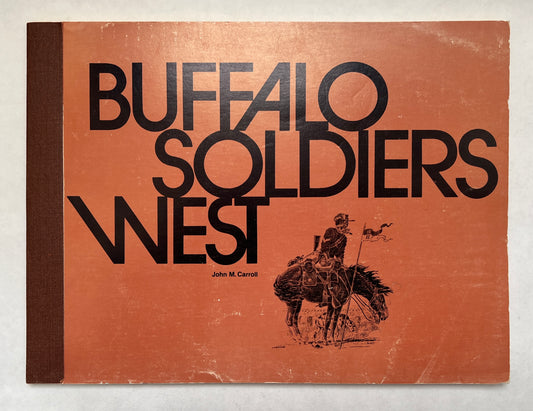 BUFFALO
SOLDIERS
WEST
John M. Carroll